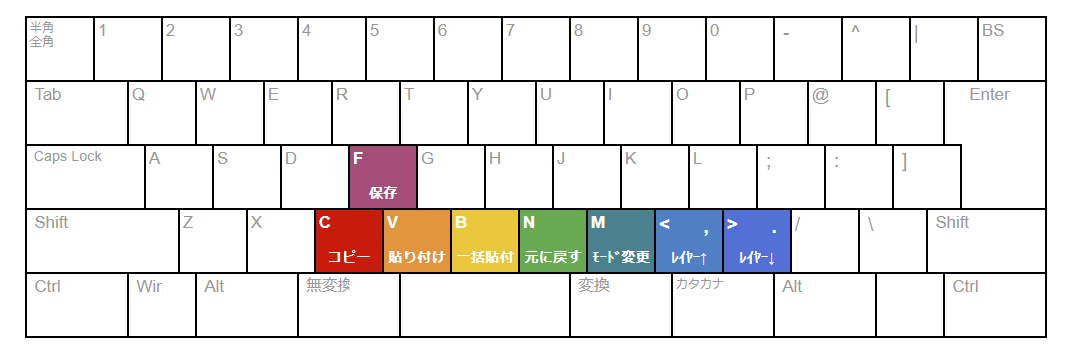 半角
全角
1 2 3 4 5 6 7 8 9 0 - ^ | BS
Tab Q W E R T Y U I O P @ [ Enter
Caps Lock A S D F G H J K L ; : ]
保存
Shift Z X C V B N M < , > . / \ Shift
コピー 貼り付け 一括貼付 元に戻す ﾓｰﾄﾞ変更 ﾚｲﾔｰ↑ ﾚｲﾔｰ↓
Ctrl Wir Alt 無変換 変換 カタカナ Alt Ctrl